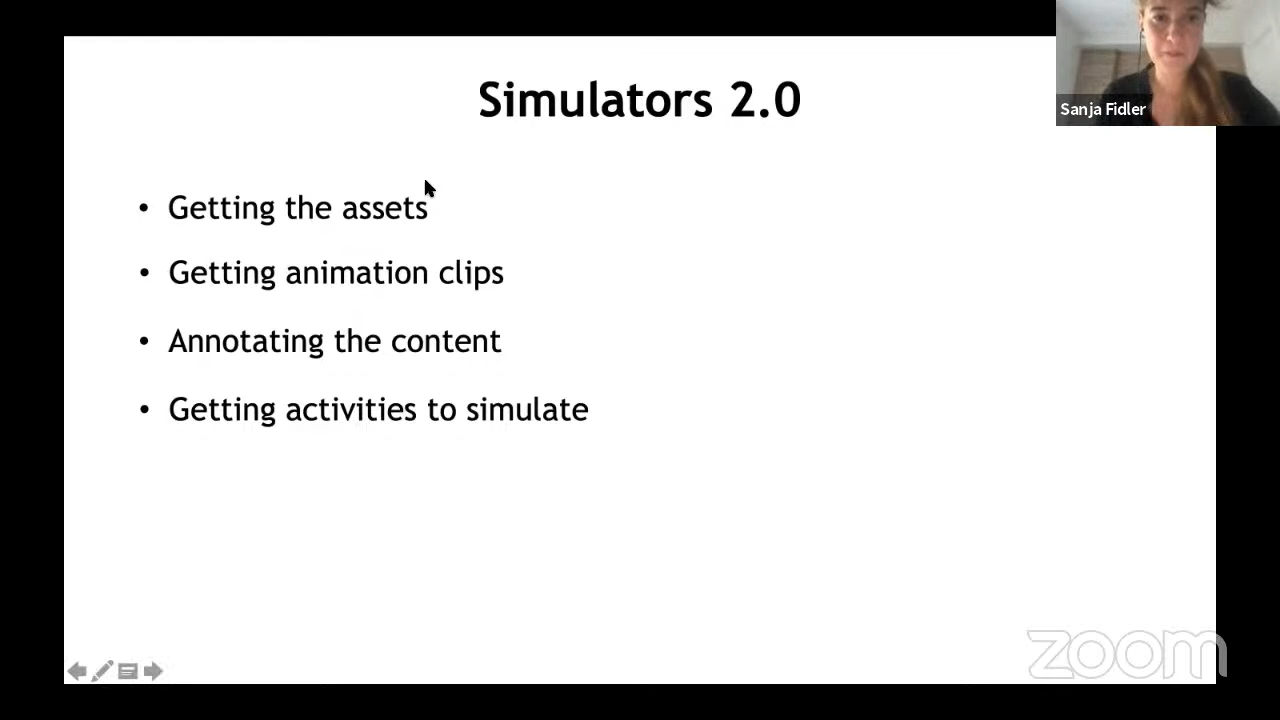 Simulators 2.0
Sanja Fidler
• Getting the assets
• Getting animation clips
• Annotating the content
• Getting activities to simulate
zoom